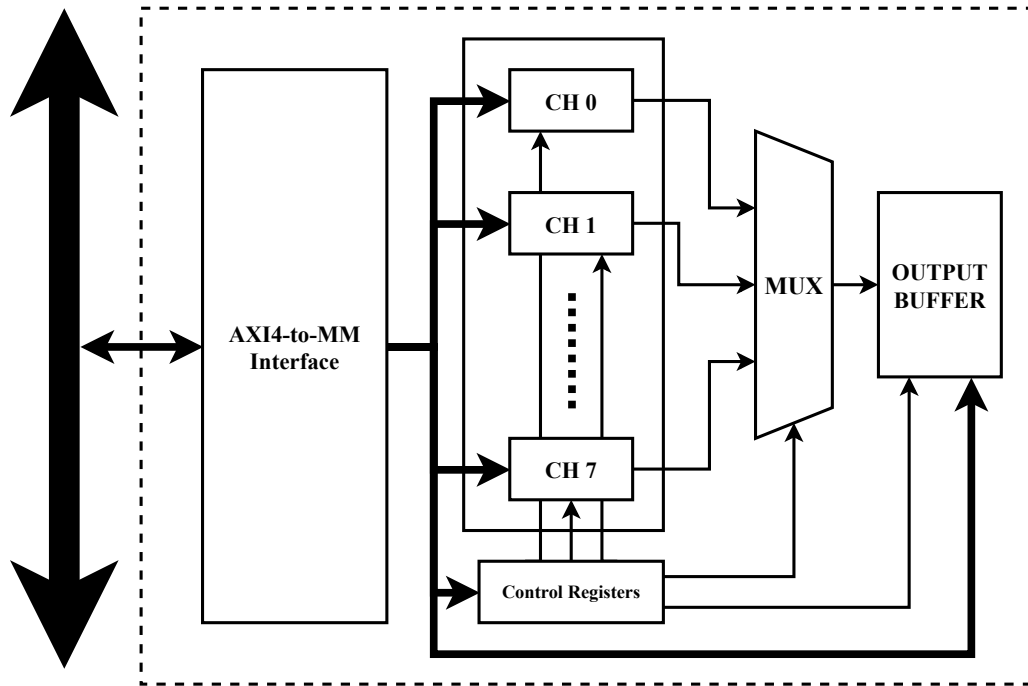 CH 0
CH 1
AXI4-to-MM
Interface
MUX
OUTPUT
BUFFER
CH 7
Control Registers